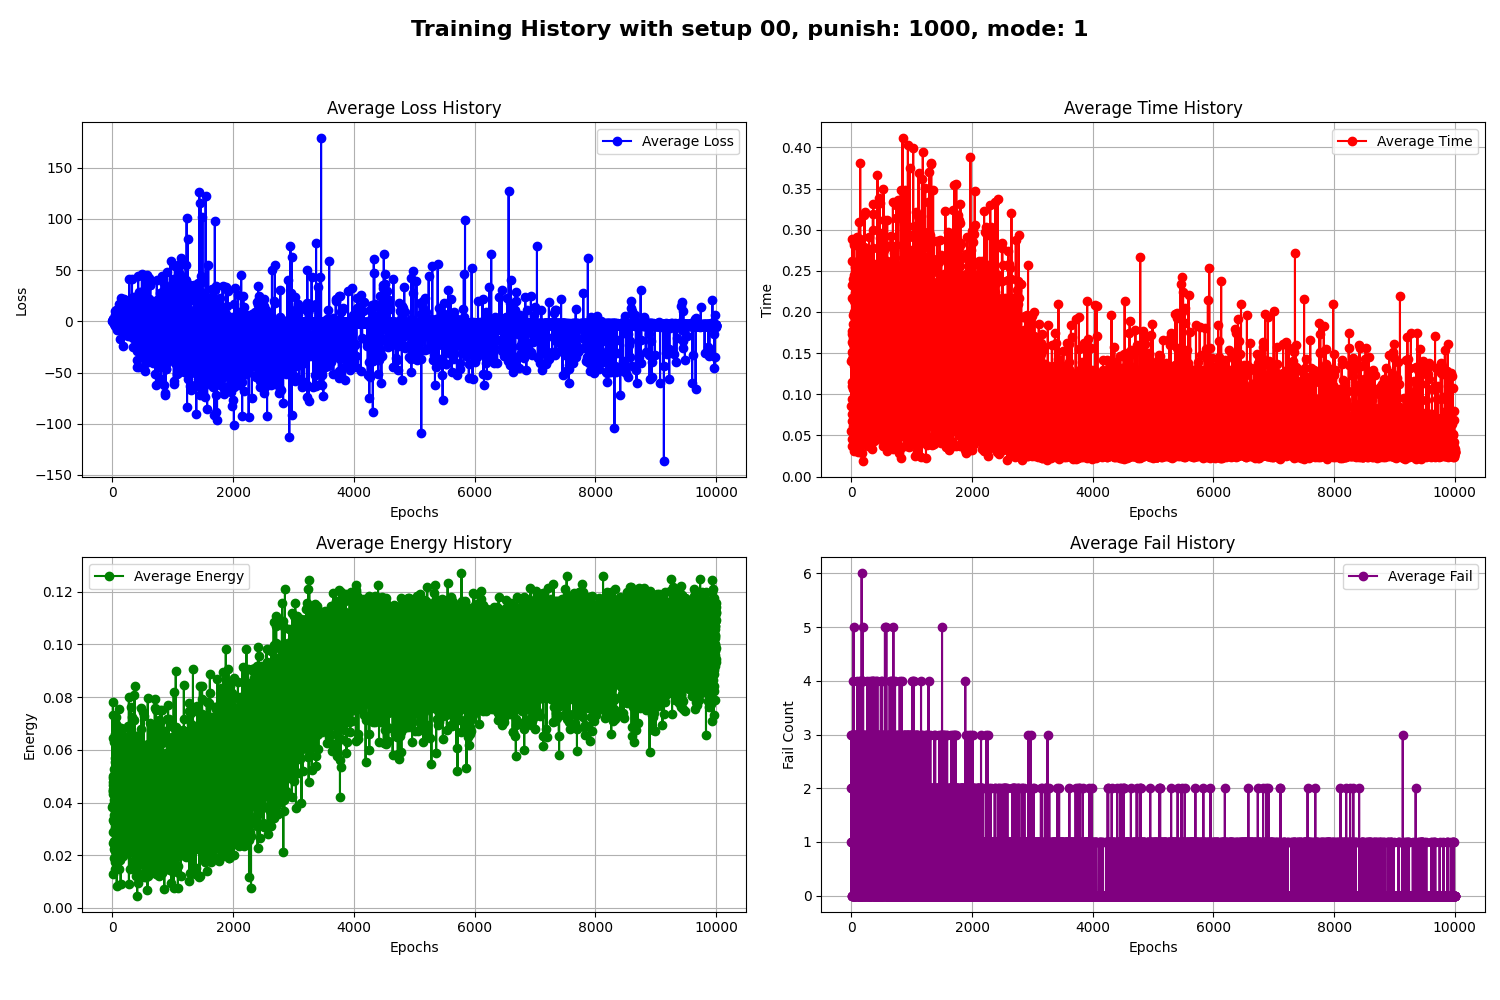 Training History with setup 00, punish: 1000, mode: 1
Average Loss History
Average Loss
Loss
150
100
50
0
−50
−100
−150
0 2000 4000 6000 8000 10000
Epochs
Average Time History
Average Time
Time
0.40
0.35
0.30
0.25
0.20
0.15
0.10
0.05
0.00
0 2000 4000 6000 8000 10000
Epochs
Average Energy History
Average Energy
Energy
0.12
0.10
0.08
0.06
0.04
0.02
0.00
0 2000 4000 6000 8000 10000
Epochs
Average Fail History
Average Fail
Fail Count
6
5
4
3
2
1
0
0 2000 4000 6000 8000 10000
Epochs